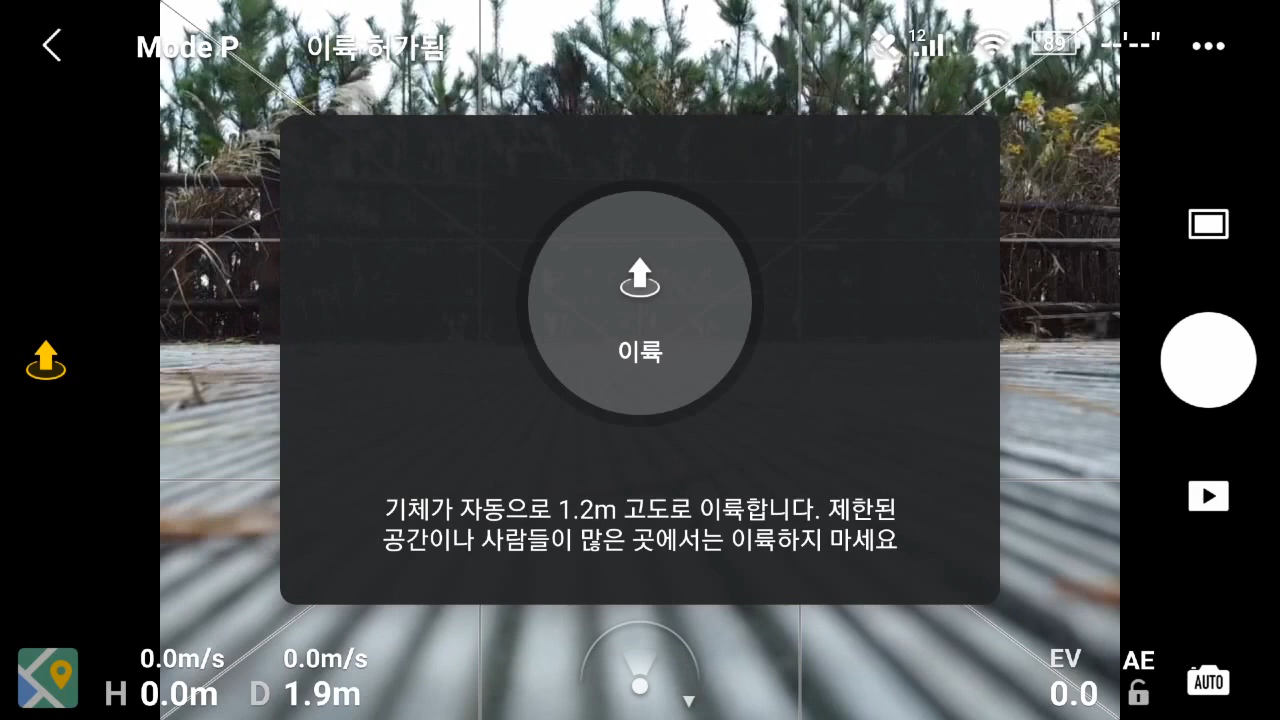 Mode P
이륙 허가됨
12
89
--'--"
이륙
기체가 자동으로 1.2m 고도로 이륙합니다. 제한된
공간이나 사람들이 많은 곳에서는 이륙하지 마세요
0.0m/s 0.0m/s
H 0.0m D 1.9m
EV
0.0
AE
AUTO